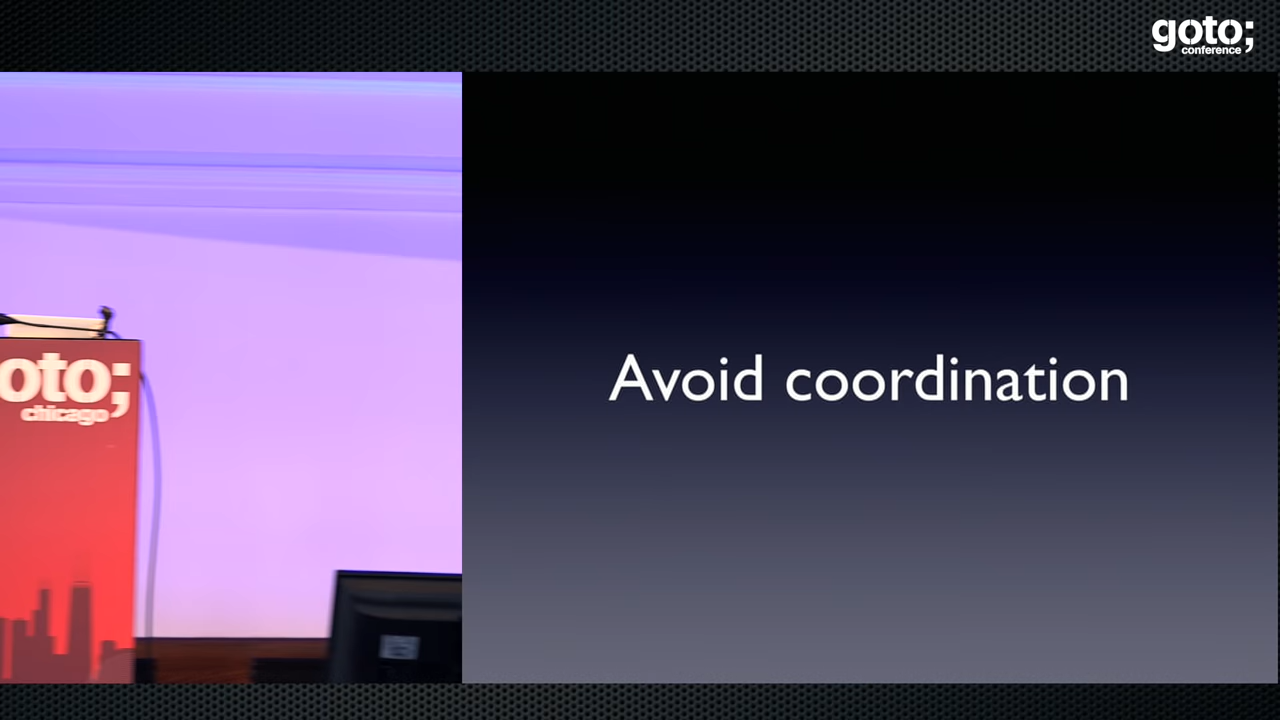 goto;
conference
oto;
chicago
Avoid coordination